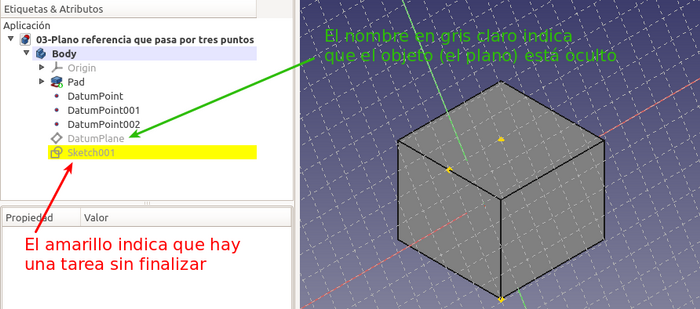 Etiquetas & Atributos
Aplicación
03-Plano referencia que pasa por tres puntos
Body
Origin
Pad
DatumPoint
DatumPoint001
DatumPoint002
DatumPlane
Sketch001
Propiedad Valor
El amarillo indica que hay
una tarea sin finalizar
El nombre en gris claro indica
que el objeto (el plano) está oculto